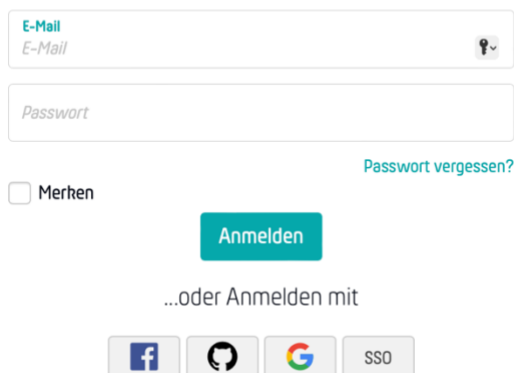 E-Mail
E-Mail
Passwort
Passwort vergessen?
Merken
Anmelden
...oder Anmelden mit
SSO